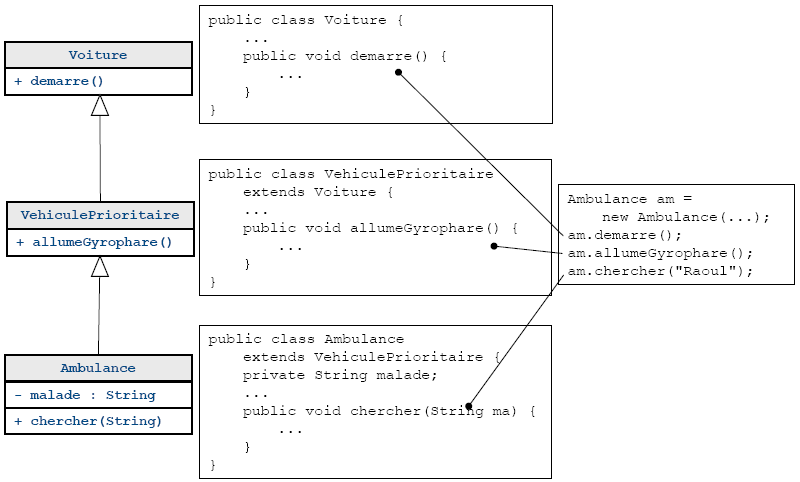 Voiture
+ demarre()
VehiculePrioritaire
+ allumeGyrophare()
Ambulance
- malade : String
+ chercher(String)
public class Voiture {
...
public void demarre() {
...
}
}
public class VehiculePrioritaire
extends Voiture {
...
public void allumeGyrophare() {
...
}
}
public class Ambulance
extends VehiculePrioritaire {
private String malade;
...
public void chercher(String ma) {
...
}
}
Ambulance am =
new Ambulance(...);
am.demarre();
am.allumeGyrophare();
am.chercher("Raoul");